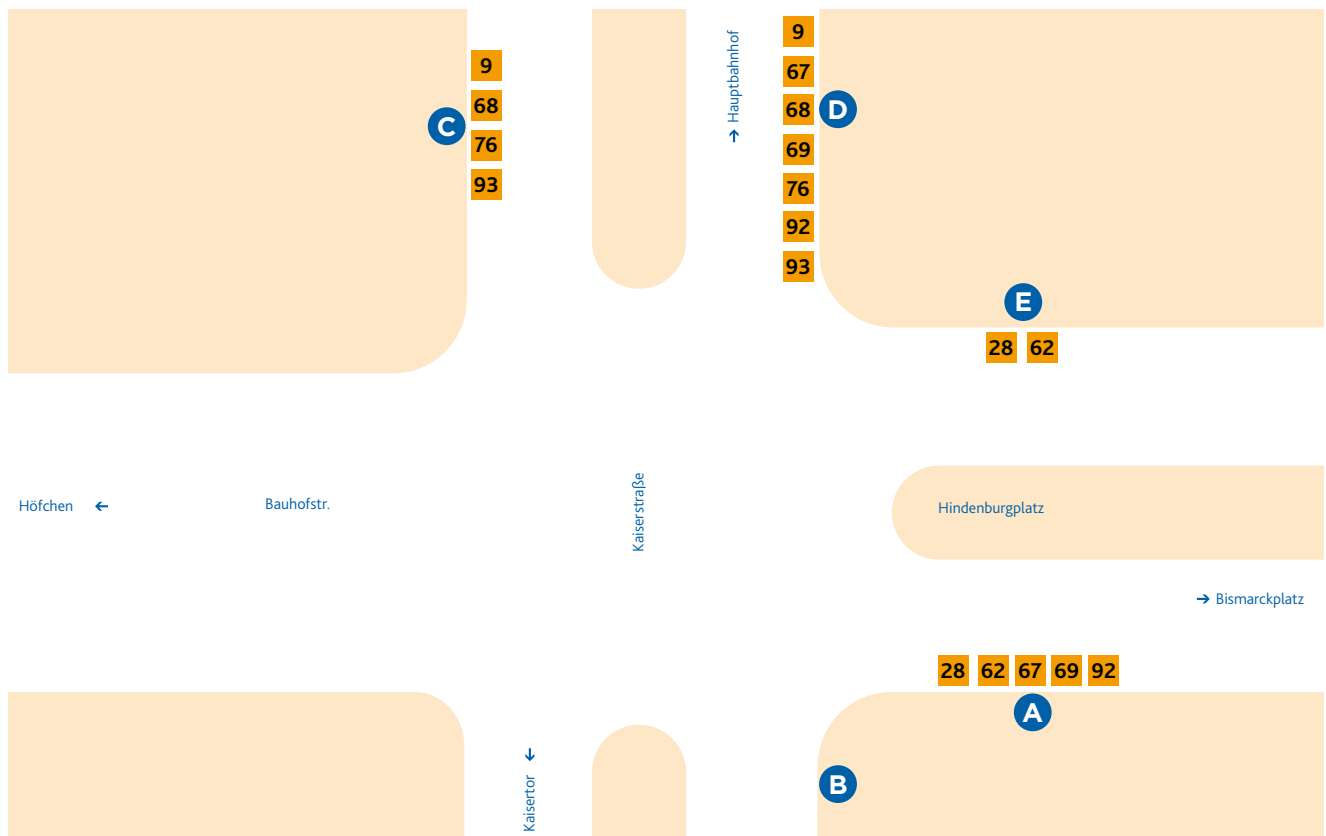 9
68
76
93
C
→ Hauptbahnhof
9
67
68
69
76
92
93
D
E
28 62
Höfchen ←
Bauhofstr.
Kaiserstraße
Hindenburgplatz
→ Bismarckplatz
28 62 67 69 92
A
Kaisertor ←
B